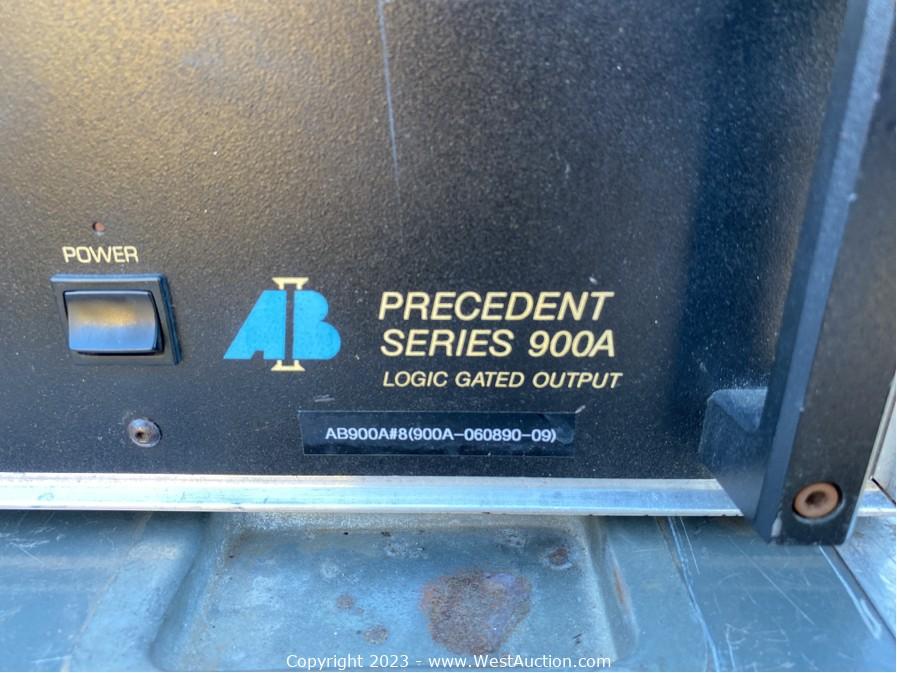 POWER
AB
PRECEDENT
SERIES 900A
LOGIC GATED OUTPUT
AB900A#8(900A-060890-09)
Copyright 2023 - www.WestAuction.com